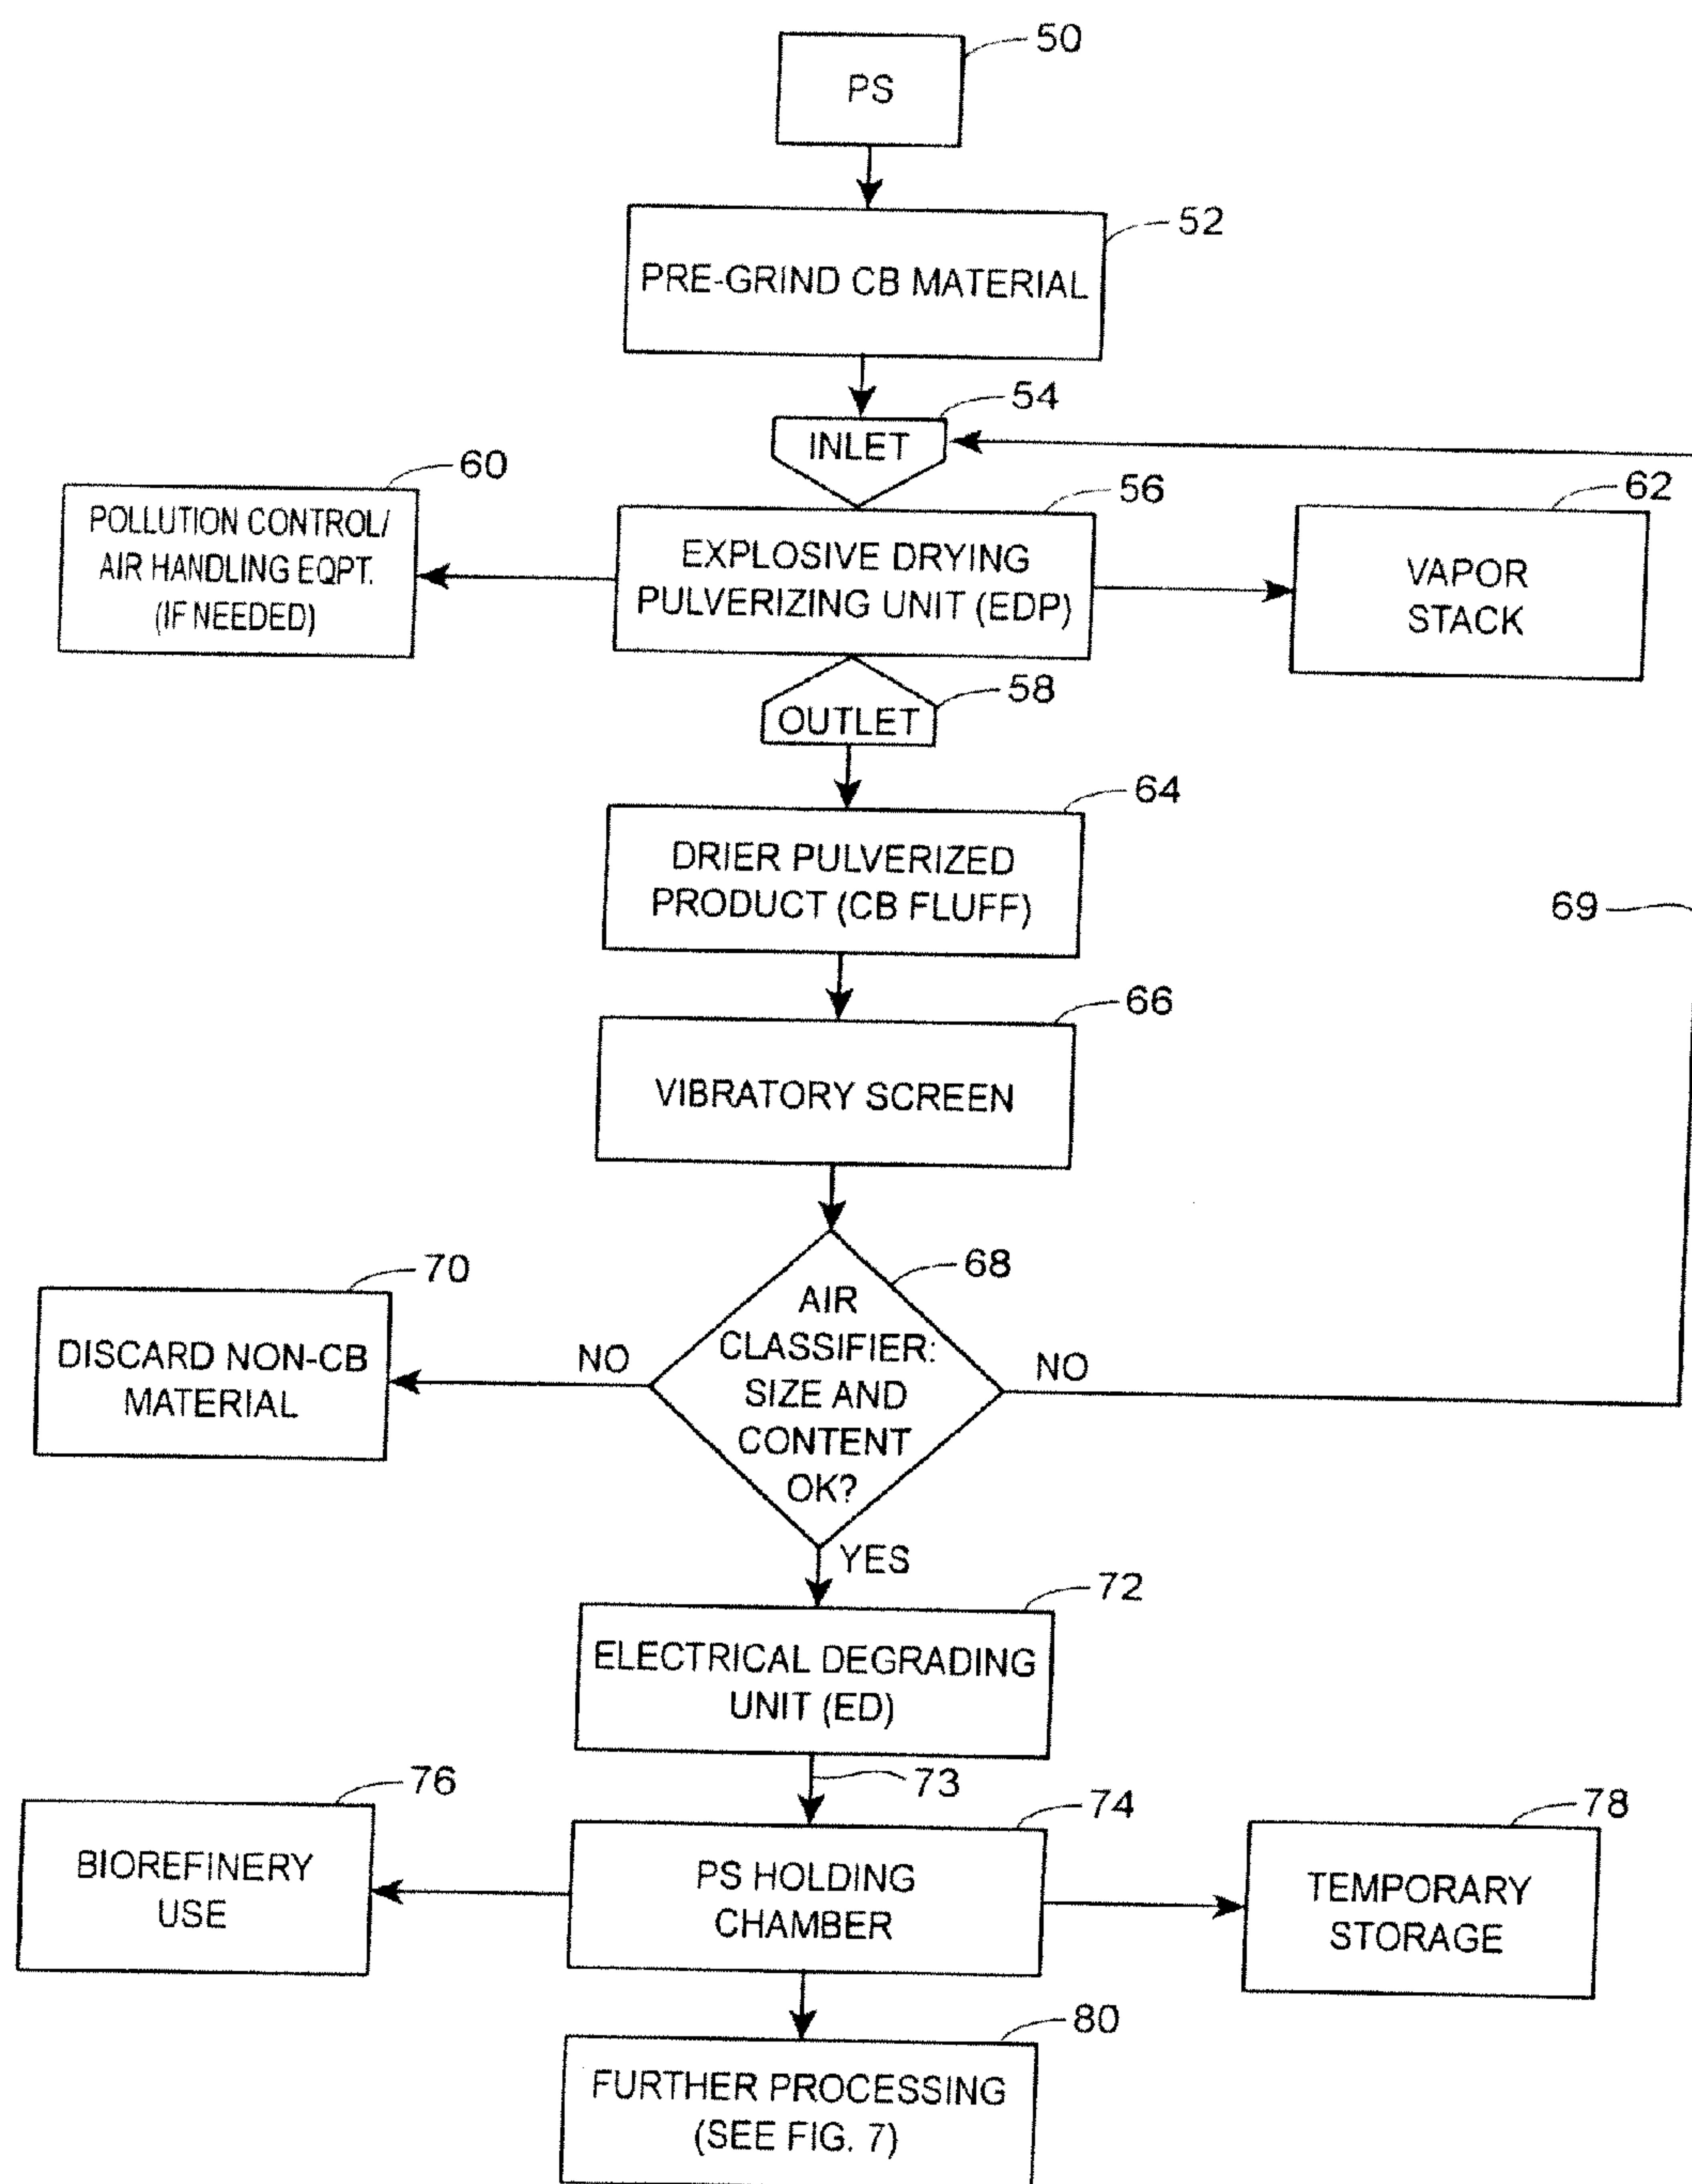 50
PS
52
PRE-GRIND CB MATERIAL
54
INLET
60
POLLUTION CONTROL/
AIR HANDLING EQPT.
(IF NEEDED)
56
EXPLOSIVE DRYING
PULVERIZING UNIT (EDP)
62
VAPOR
STACK
58
OUTLET
64
DRIER PULVERIZED
PRODUCT (CB FLUFF)
69
66
VIBRATORY SCREEN
68
AIR
CLASSIFIER:
SIZE AND
CONTENT
OK?
70
DISCARD NON-CB
MATERIAL
NO
NO
YES
72
ELECTRICAL DEGRADING
UNIT (ED)
73
76
BIOREFINERY
USE
74
PS HOLDING
CHAMBER
78
TEMPORARY
STORAGE
80
FURTHER PROCESSING
(SEE FIG. 7)